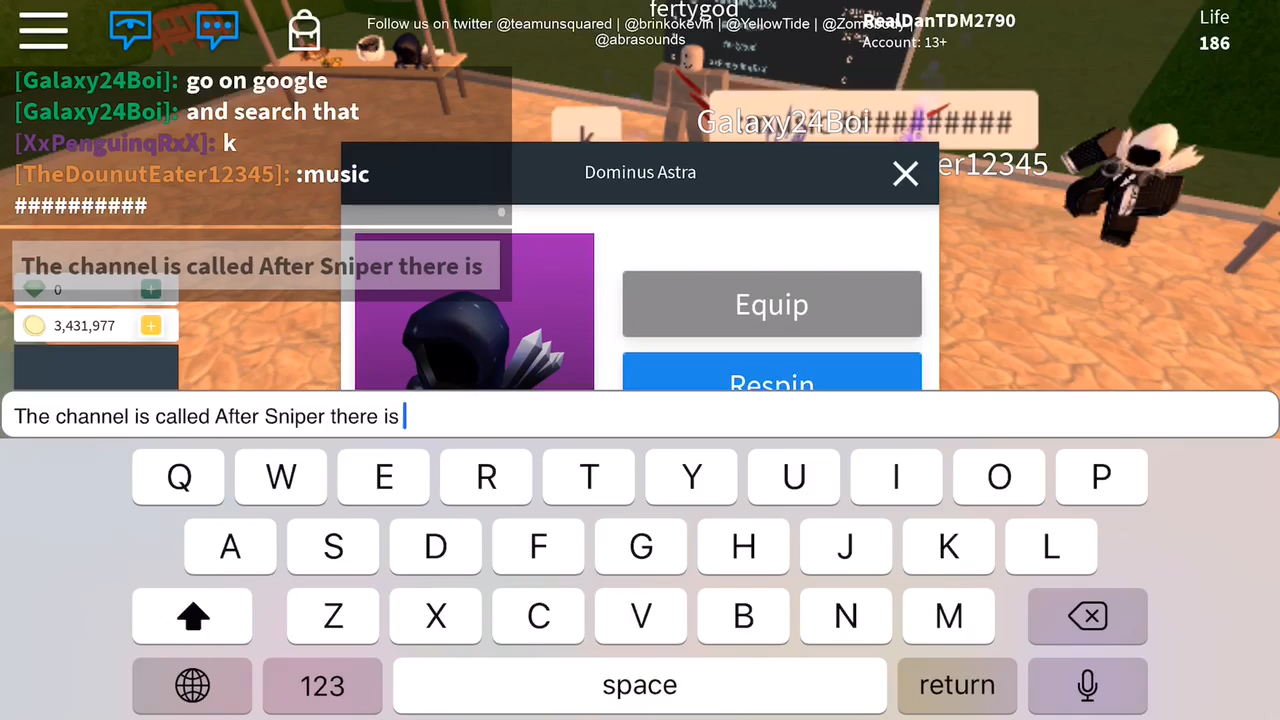 fertygod
Follow us on twitter @teamunsquared | @brinkokevin | @YellowTide |
@abrasounds
RealDanTDM2790
Account: 13+
Life
186
[Galaxy24Boi]: go on google
[Galaxy24Boi]: and search that
[XxPenguinqRxX]: k
[TheDounutEater12345]: :music
##########
k
Galaxy24Boi
##########
er12345
The channel is called After Sniper there is
0
3,431,977
Dominus Astra
Equip
Respin
The channel is called After Sniper there is
Q W E R T Y U I O P
A S D F G H J K L
Z X C V B N M
123 space return